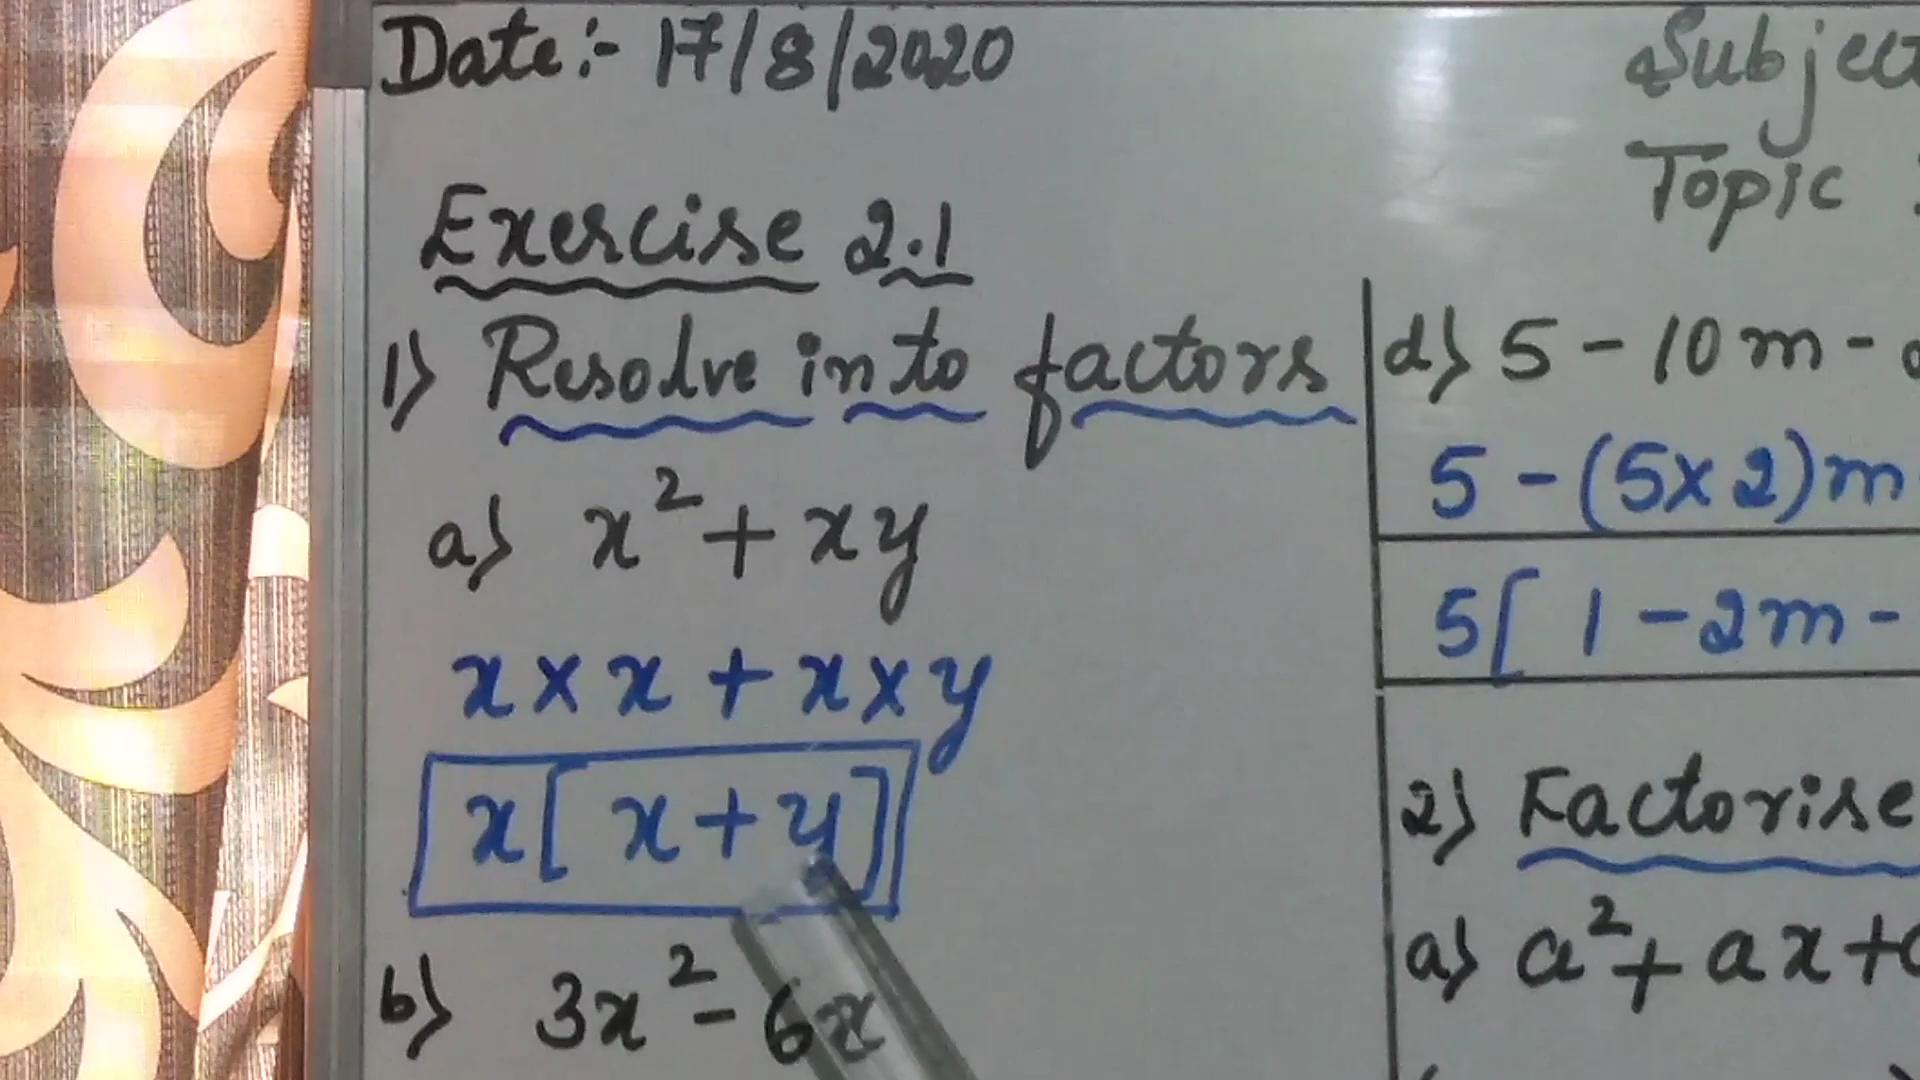 Date:- 17/8/2020
Subject
Topic :
Exercise 2.1
1) Resolve into factors
a) x² + xy
x × x + x × y
x[ x + y ]
b) 3x² - 6x
d) 5 - 10m -
5 - (5×2)m
5[ 1 - 2m -
2) Factorise
a) a² + ax +